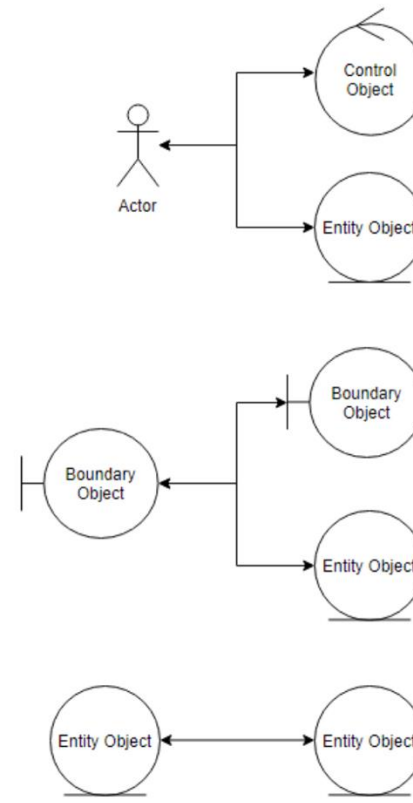 Control
Object
Actor
Entity Object
Boundary
Object
Boundary
Object
Entity Object
Entity Object
Entity Object